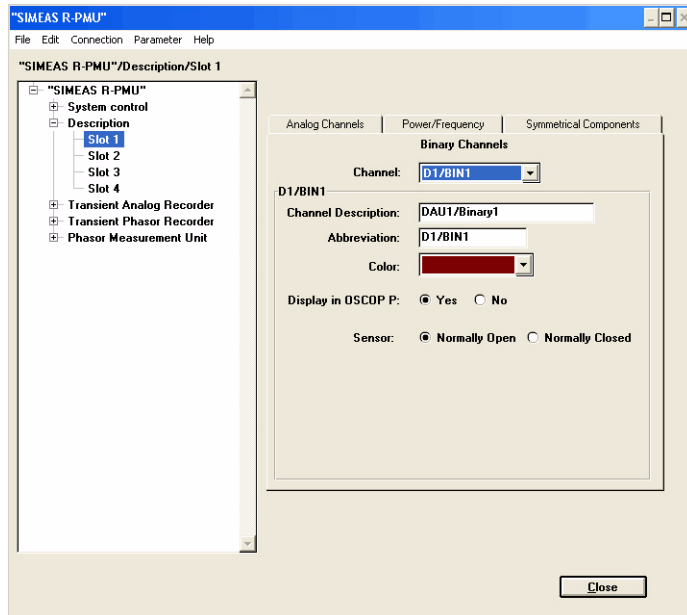 "SIMEAS R-PMU"
File Edit Connection Parameter Help
"SIMEAS R-PMU"/Description/Slot 1
"SIMEAS R-PMU"
System control
Description
Slot 1
Slot 2
Slot 3
Slot 4
Transient Analog Recorder
Transient Phasor Recorder
Phasor Measurement Unit
Analog Channels Power/Frequency Symmetrical Components
Binary Channels
Channel: D1/BIN1
D1/BIN1
Channel Description: DAU1/Binary1
Abbreviation: D1/BIN1
Color:
Display in OSCOP P: Yes No
Sensor: Normally Open Normally Closed
Close